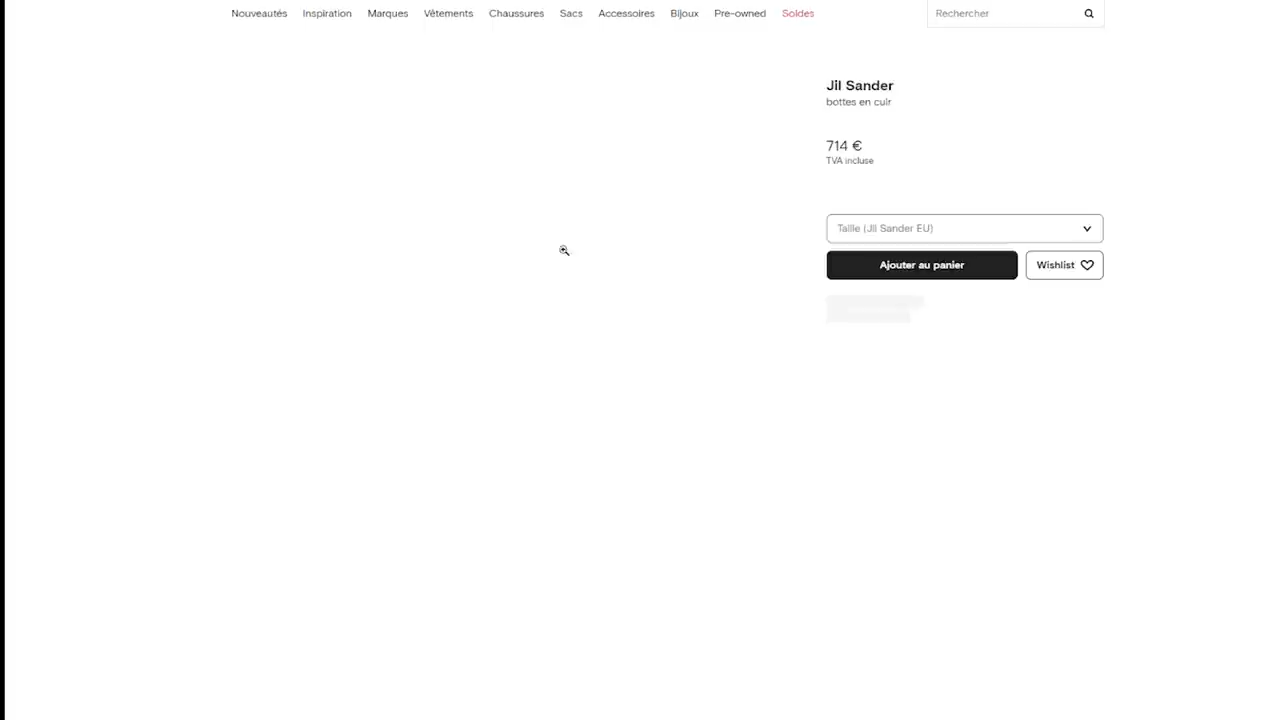 Nouveautés Inspiration Marques Vêtements Chaussures Sacs Accessoires Bijoux Pre-owned Soldes Rechercher
Jil Sander
bottes en cuir
714 €
TVA incluse
Taille (Jil Sander EU)
Ajouter au panier Wishlist